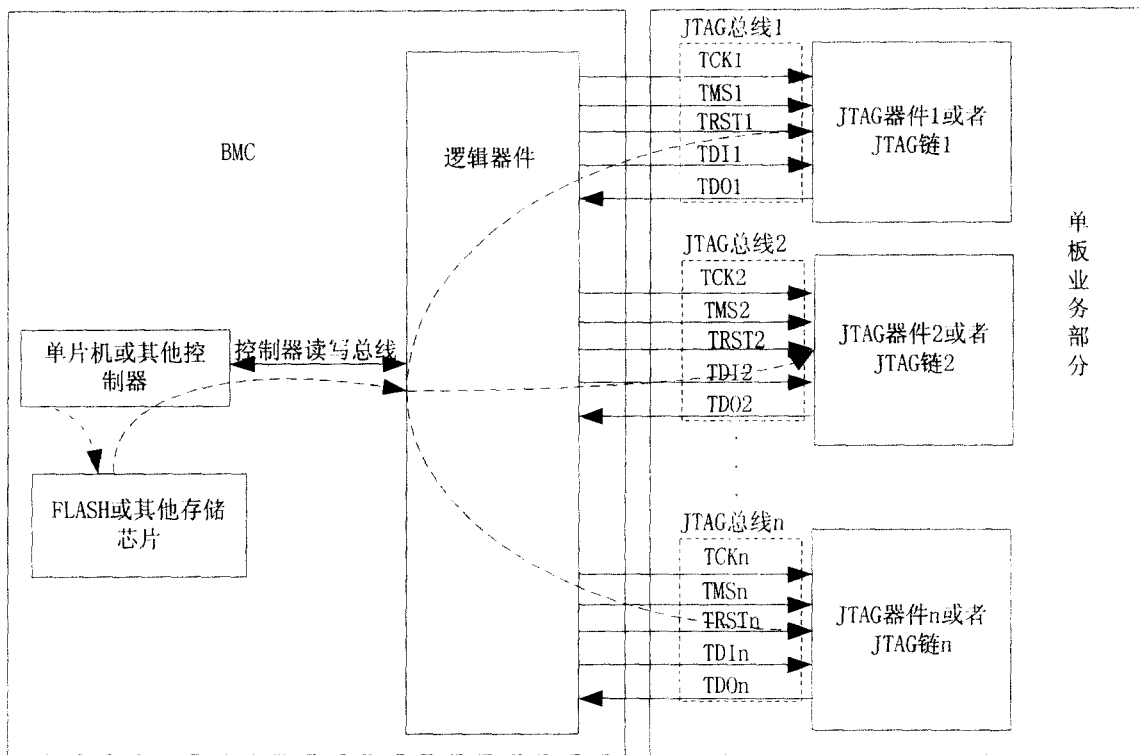 BMC
逻辑器件
单片机或其他控
制器
控制器读写总线
FLASH或其他存储
芯片
JTAG总线1
TCK1
TMS1
TRST1
TDI1
TDO1
JTAG器件1或者
JTAG链1
JTAG总线2
TCK2
TMS2
TRST2
TDI2
TDO2
JTAG器件2或者
JTAG链2
JTAG总线n
TCKn
TMSn
TRSTn
TDIn
TDOn
JTAG器件n或者
JTAG链n
单板业务部分